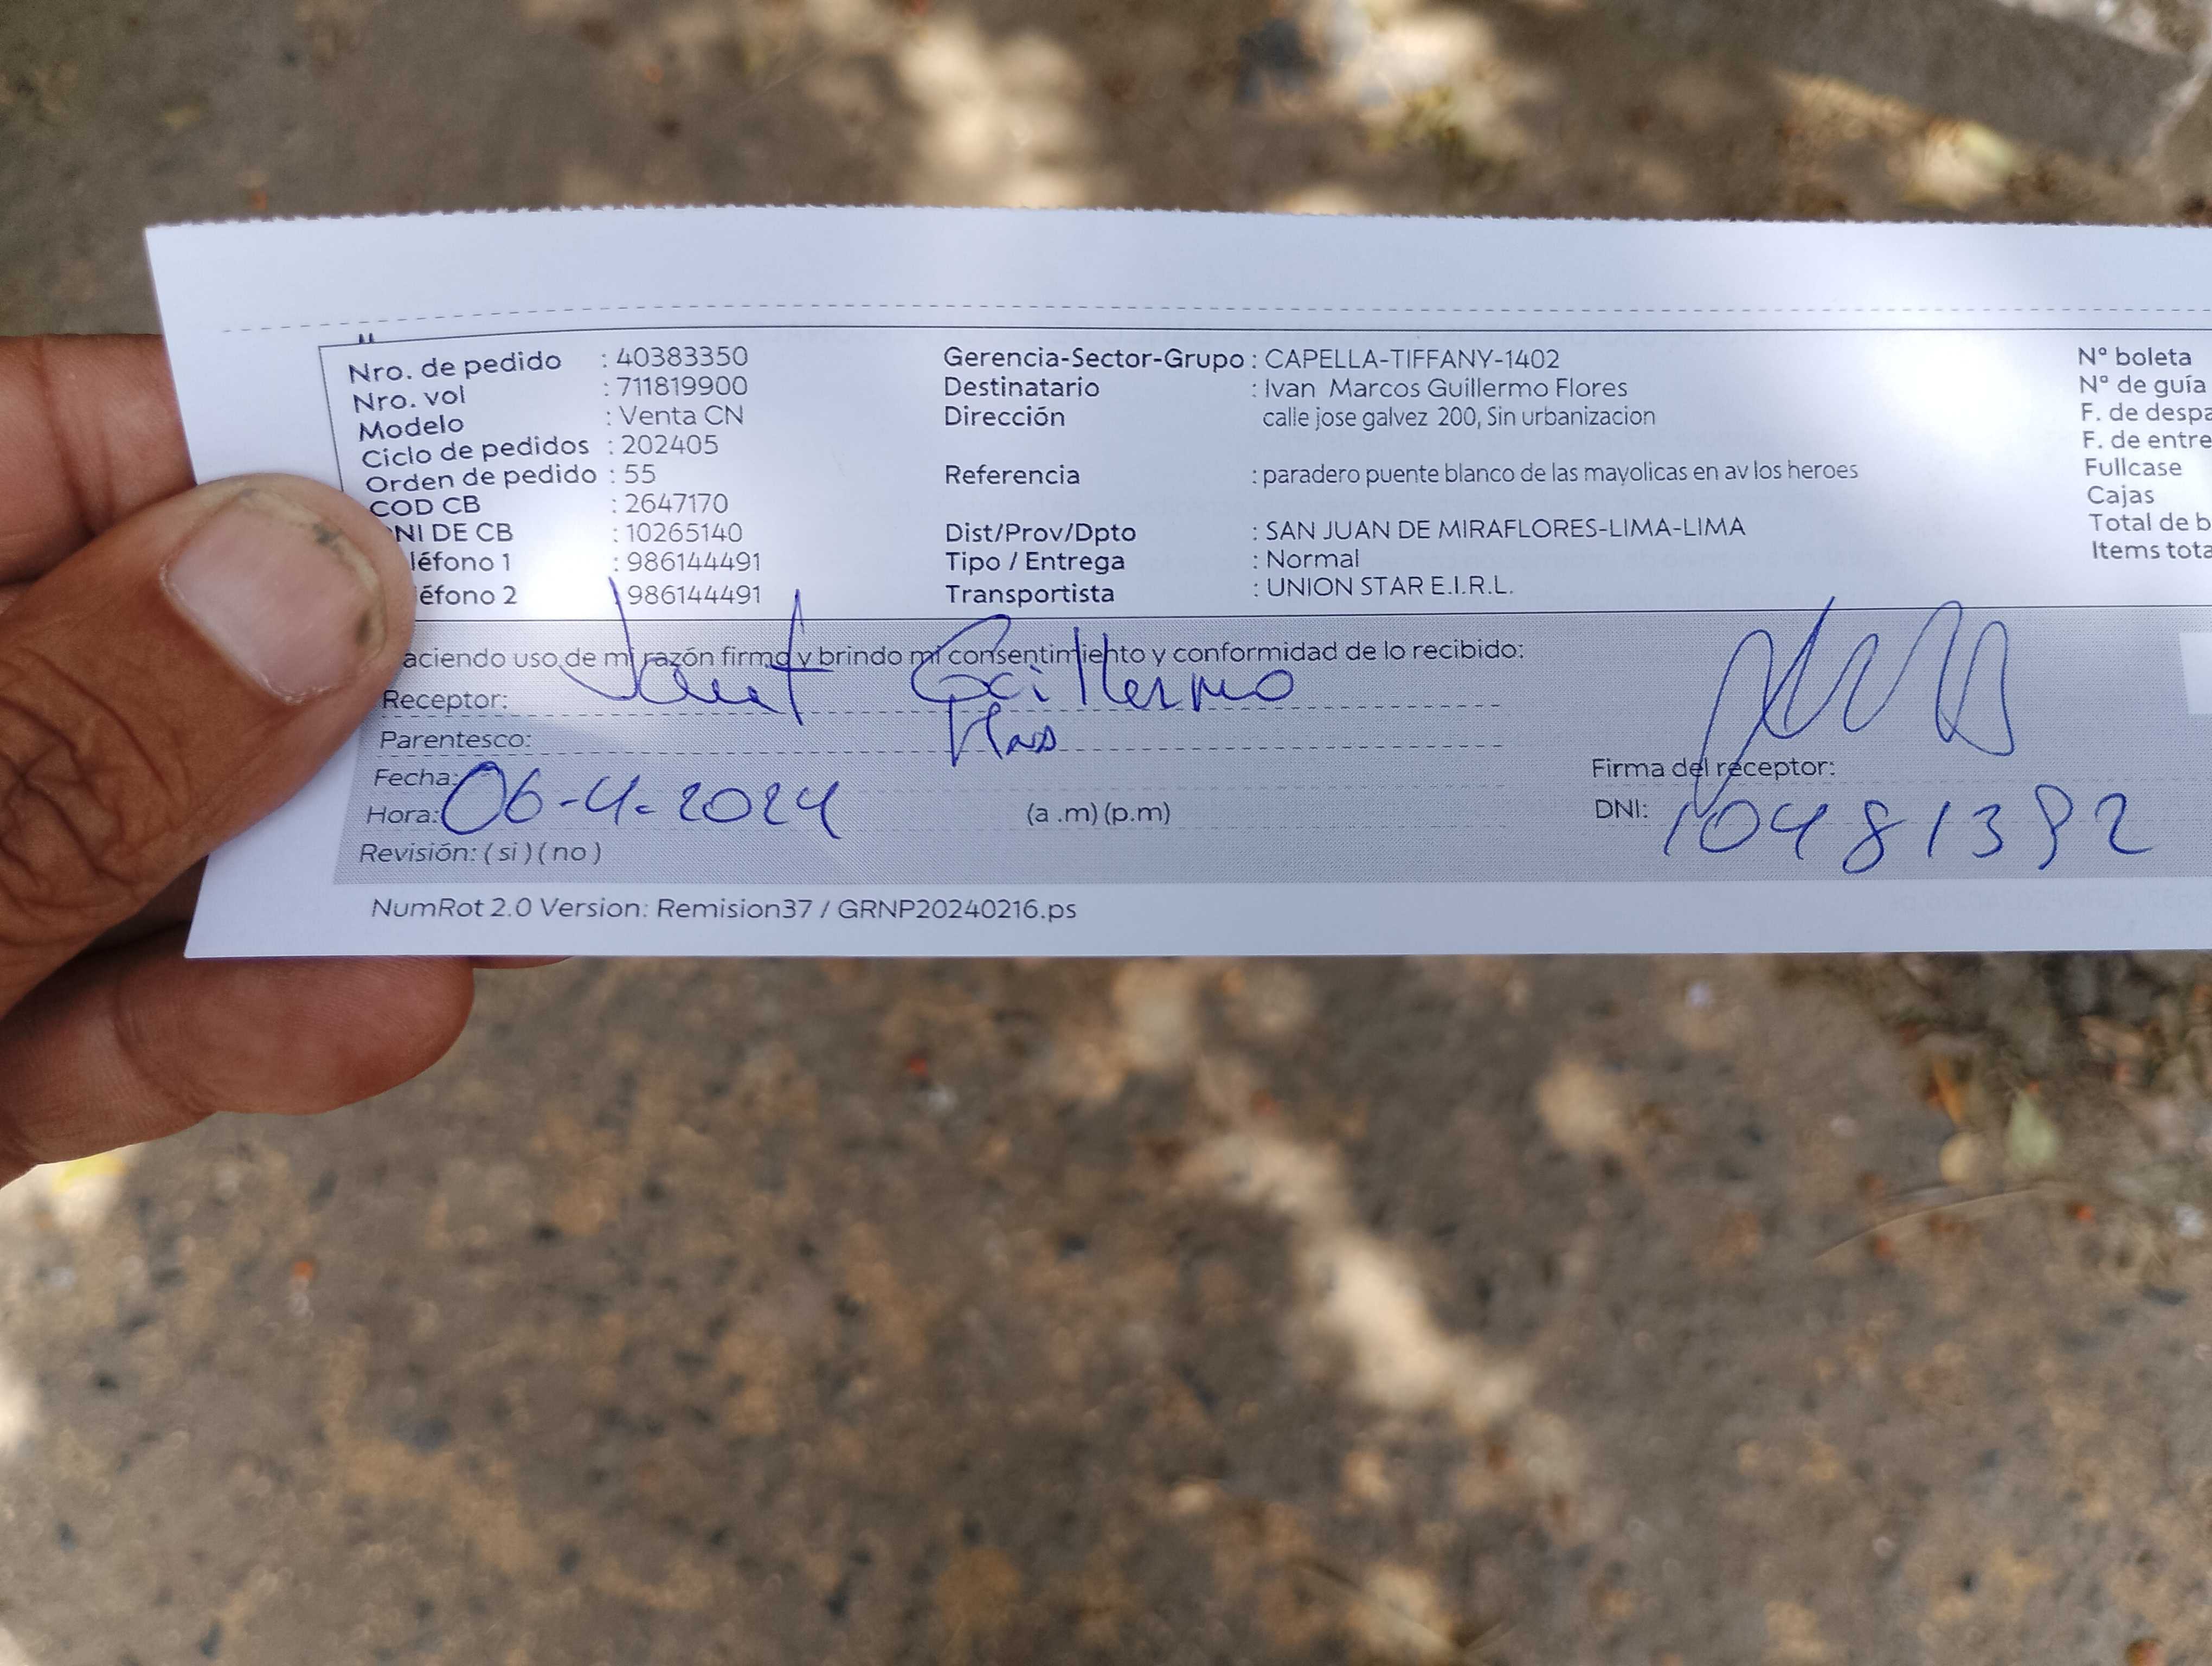 Nro. de pedido : 40383350
Nro. vol : 711819900
Modelo : Venta CN
Ciclo de pedidos : 202405
Orden de pedido : 55
COD CB : 2647170
NI DE CB : 10265140
léfono 1 : 986144491
éfono 2 : 986144491
Gerencia-Sector-Grupo : CAPELLA-TIFFANY-1402
Destinatario : Ivan Marcos Guillermo Flores
Dirección calle jose galvez 200, Sin urbanizacion
Referencia : paradero puente blanco de las mayolicas en av los heroes
Dist/Prov/Dpto : SAN JUAN DE MIRAFLORES-LIMA-LIMA
Tipo / Entrega : Normal
Transportista : UNION STAR E.I.R.L.
N° boleta
N° de guía
F. de despa
F. de entre
Fullcase
Cajas
Total de b
Items tota
aciendo uso de mi razón firmo y brindo mi consentimiento y conformidad de lo recibido:
Receptor: Guillermo
Parentesco:
Fecha: 06-4-2024
Hora: (a .m) (p.m)
Revisión: ( si ) ( no )
Firma del receptor:
DNI: 10481392
NumRot 2.0 Version: Remision37 / GRNP20240216.ps